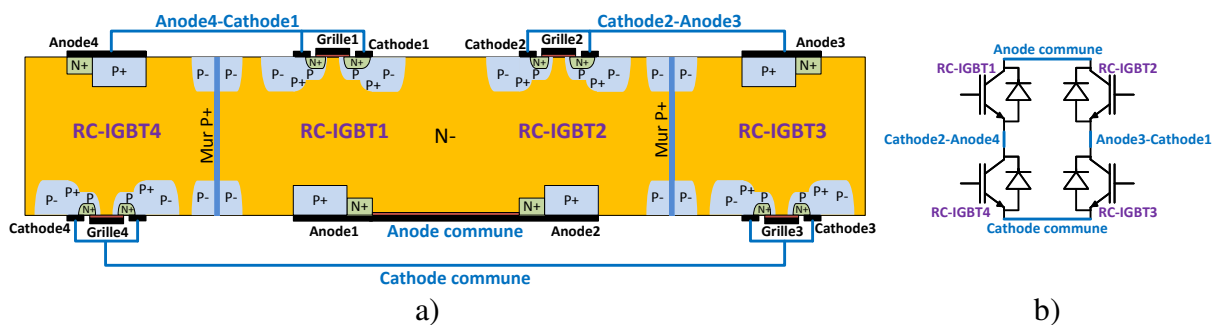 Anode4-Cathode1
Cathode2-Anode3
Anode4
Grille1
Cathode1
Cathode2
Grille2
Anode3
N+
P+
P-
P-
P-
P+
P
N+
N+
P
P+
P-
P-
P+
P
N+
N+
P
P+
P-
P-
P-
P+
N+
RC-IGBT4
Mur P+
RC-IGBT1
N-
RC-IGBT2
Mur P+
RC-IGBT3
P-
P+
P
N+
N+
P
P+
P-
P-
P-
P+
N+
N+
P+
P-
P-
P-
P+
P
N+
N+
P
P+
P-
Cathode4
Grille4
Anode1
Anode commune
Anode2
Grille3
Cathode3
Cathode commune
a)
Anode commune
RC-IGBT1
RC-IGBT2
Cathode2-Anode4
Anode3-Cathode1
RC-IGBT4
RC-IGBT3
Cathode commune
b)